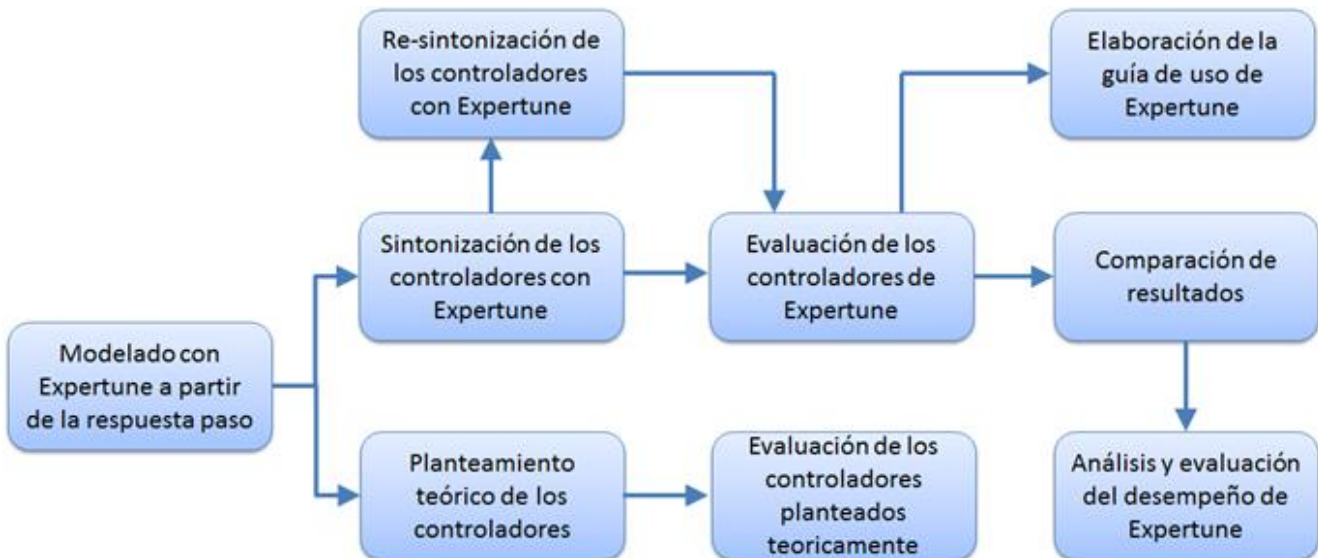 Re-sintonización de
los controladores
con Expertune
Elaboración de la
guía de uso de
Expertune
Sintonización de los
controladores con
Expertune
Evaluación de los
controladores de
Expertune
Comparación de
resultados
Modelado con
Expertune a partir
de la respuesta paso
Planteamiento
teórico de los
controladores
Evaluación de los
controladores
planteados
teoricamente
Análisis y evaluación
del desempeño de
Expertune